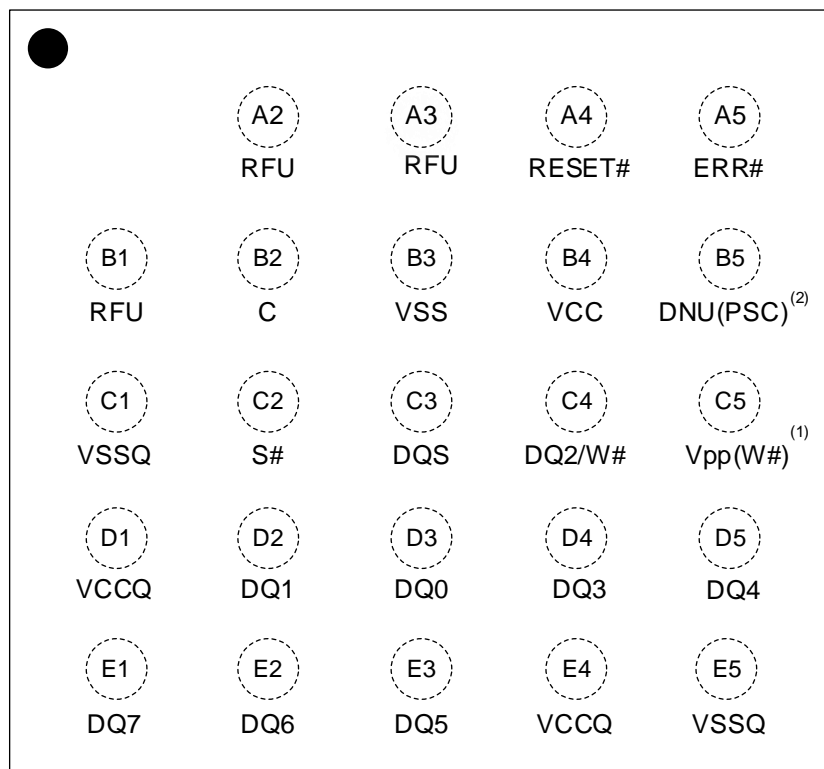 A2 A3 A4 A5
RFU RFU RESET# ERR#
B1 B2 B3 B4 B5
RFU C VSS VCC DNU(PSC)(2)
C1 C2 C3 C4 C5
VSSQ S# DQS DQ2/W# Vpp(W#)(1)
D1 D2 D3 D4 D5
VCCQ DQ1 DQ0 DQ3 DQ4
E1 E2 E3 E4 E5
DQ7 DQ6 DQ5 VCCQ VSSQ